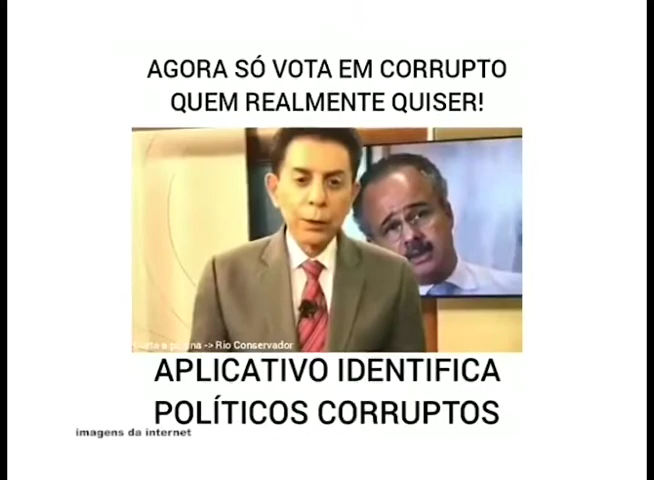 AGORA SÓ VOTA EM CORRUPTO
QUEM REALMENTE QUISER!
-> Rio Conservador
APLICATIVO IDENTIFICA
POLÍTICOS CORRUPTOS
imagens da internet